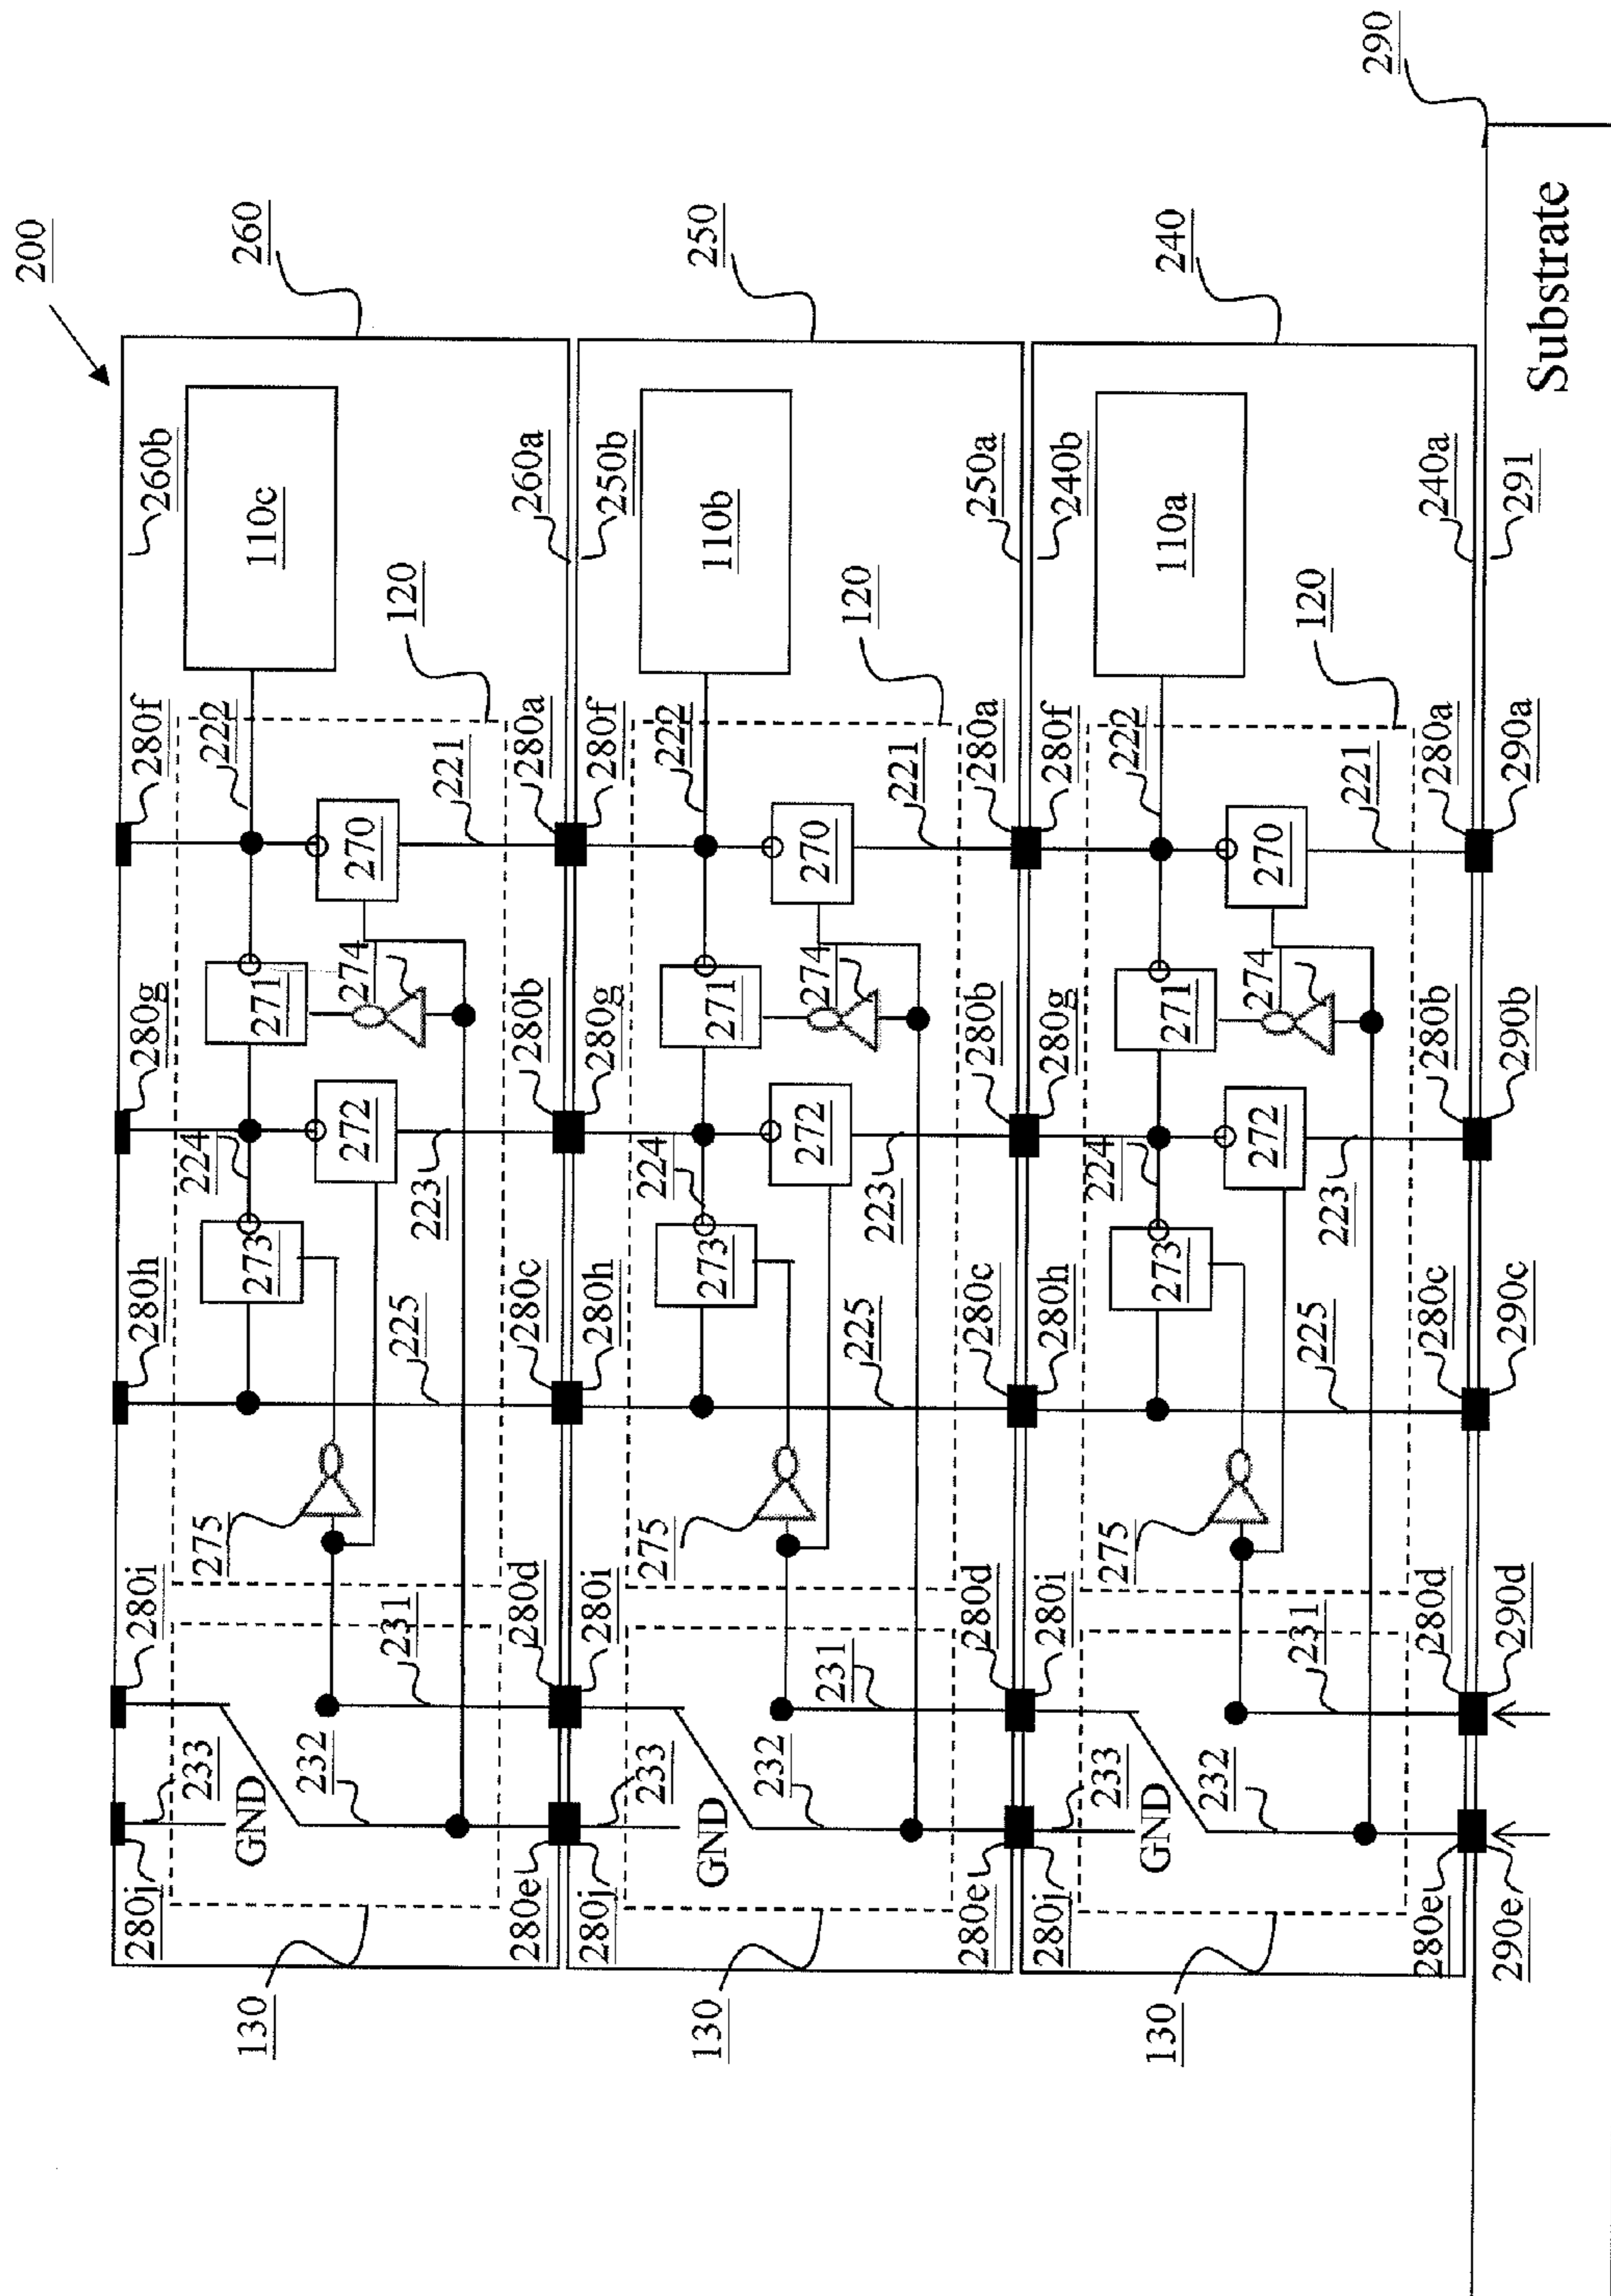 200
260
250
240
290
Substrate
260b
110c
260a
250b
110b
250a
240b
110a
240a
291
120
120
120
280f
222
221
270
280a
280f
222
221
270
280a
280f
222
221
270
280a
290a
280g
271
274
280b
280g
271
274
280b
280g
271
274
280b
290b
224
272
223
224
272
223
224
272
223
280h
273
225
280c
280h
273
225
280c
280h
273
225
280c
290c
275
275
275
280i
231
280d
280i
231
280d
280i
231
280d
290d
233
GND
232
233
GND
232
233
GND
232
280j
280e
280j
280e
280j
280e
290e
130
130
130